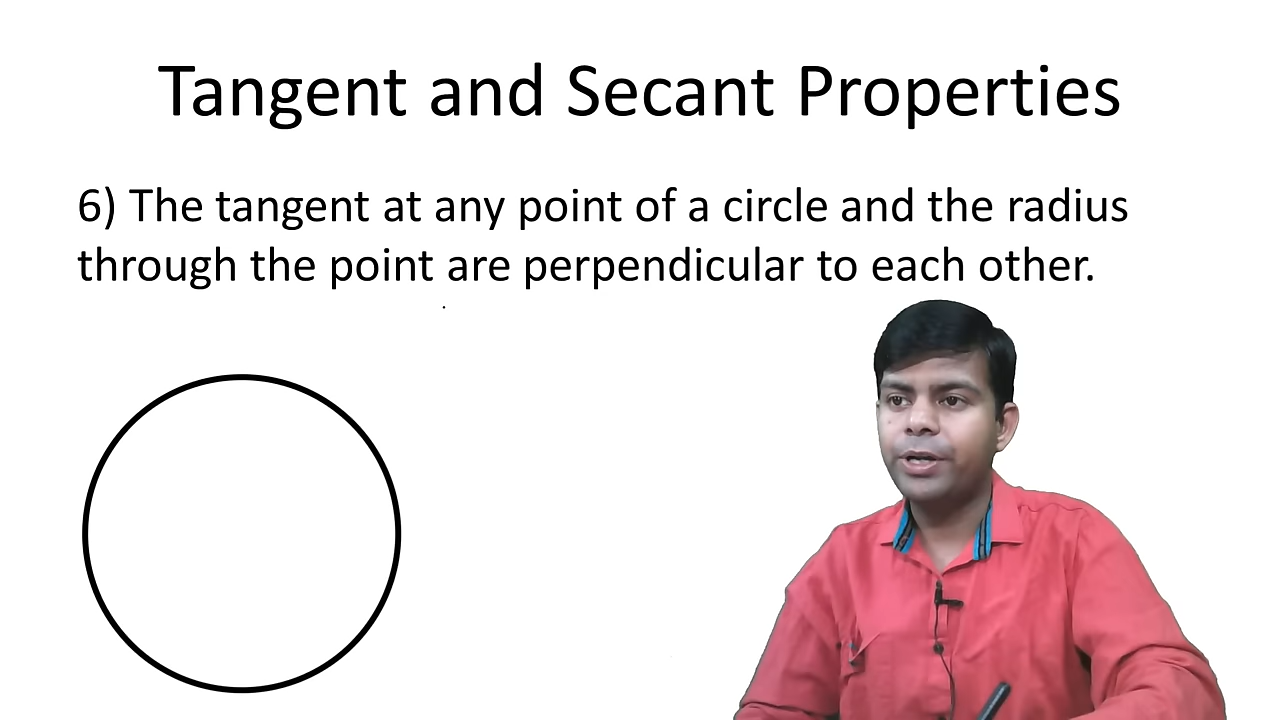 Tangent and Secant Properties
6) The tangent at any point of a circle and the radius
through the point are perpendicular to each other.